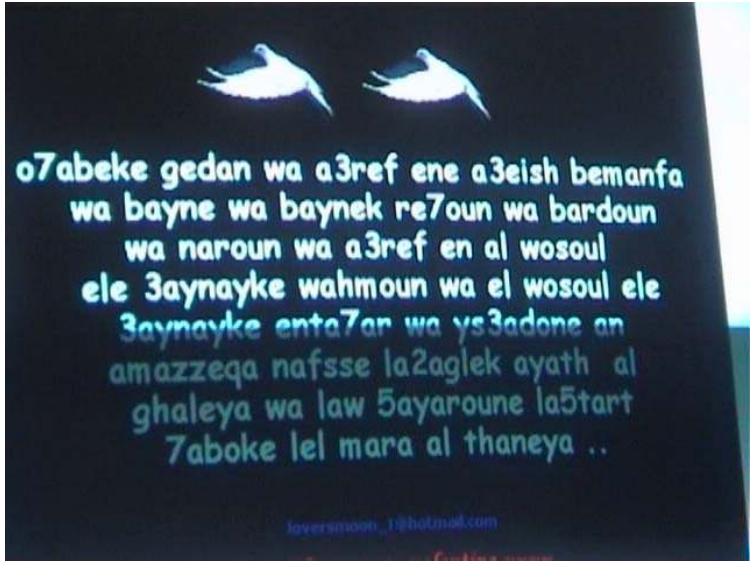 o7abeke gedan wa a3ref ene a3eish bemanfa
wa bayne wa baynek re7oun wa bardoun
wa naroun wa a3ref en al wosoul
ele 3aynayke wahmoun wa el wosoul ele
3aynayke enta7ar wa ys3adone an
amazzeqa nafsse la2aglek ayath al
ghaleya wa law 5ayaroune la5tart
7aboke lel mara al thaneya ..
loversmoon_1@hotmail.com